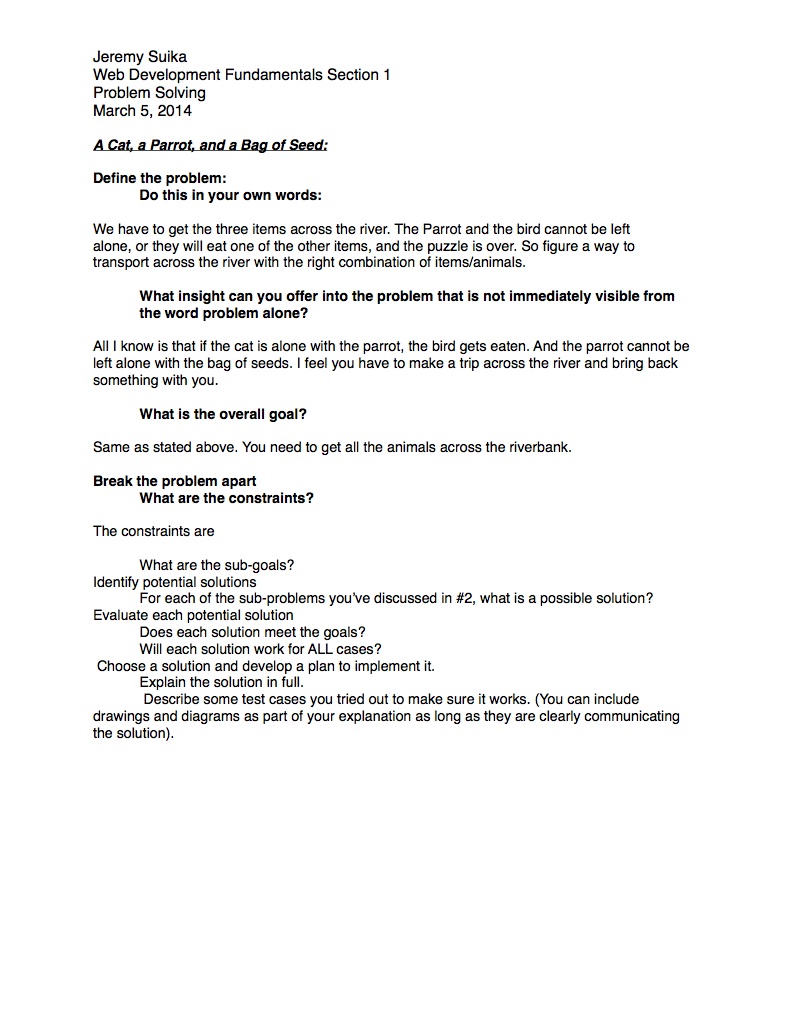 Jeremy Suika
Web Development Fundamentals Section 1
Problem Solving
March 5, 2014
A Cat, a Parrot, and a Bag of Seed:
Define the problem:
Do this in your own words:
We have to get the three items across the river. The Parrot and the bird cannot be left
alone, or they will eat one of the other items, and the puzzle is over. So figure a way to
transport across the river with the right combination of items/animals.
What insight can you offer into the problem that is not immediately visible from
the word problem alone?
All I know is that if the cat is alone with the parrot, the bird gets eaten. And the parrot cannot be
left alone with the bag of seeds. I feel you have to make a trip across the river and bring back
something with you.
What is the overall goal?
Same as stated above. You need to get all the animals across the riverbank.
Break the problem apart
What are the constraints?
The constraints are
What are the sub-goals?
Identify potential solutions
For each of the sub-problems you've discussed in #2, what is a possible solution?
Evaluate each potential solution
Does each solution meet the goals?
Will each solution work for ALL cases?
Choose a solution and develop a plan to implement it.
Explain the solution in full.
Describe some test cases you tried out to make sure it works. (You can include
drawings and diagrams as part of your explanation as long as they are clearly communicating
the solution).